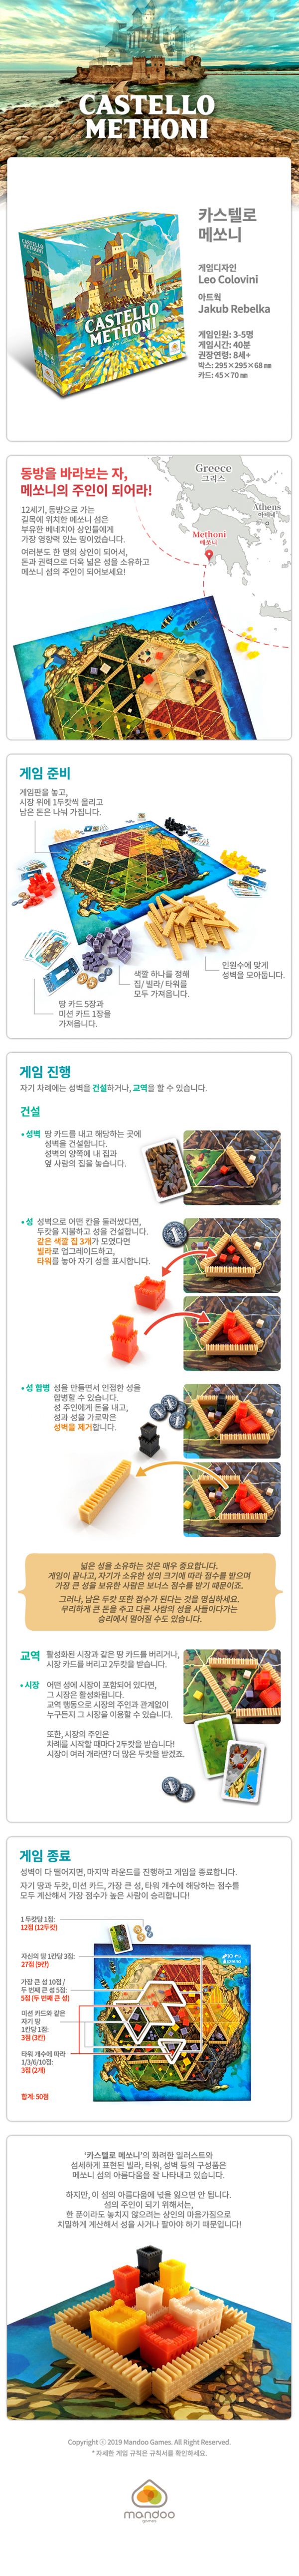 CASTELLO
METHONI
CASTELLO
METHONI
CASTELLO
METHONI
카스텔로
메쏘니
게임디자인
Leo Colovini
아트웍
Jakub Rebelka
게임인원: 3-5명
게임시간: 40분
권장연령: 8세+
박스: 295×295×68㎜
카드: 45×70㎜
동방을 바라보는 자,
메쏘니의 주인이 되어라!
12세기, 동방으로 가는
길목에 위치한 메쏘니 섬은
부유한 베네치아 상인들에게
가장 영향력 있는 땅이었습니다.
여러분도 한 명의 상인이 되어서,
돈과 권력으로 더욱 넓은 성을 소유하고
메쏘니 섬의 주인이 되어보세요!
Greece
그리스
Athens
아테네
Methoni
메쏘니
게임 준비
게임판을 놓고,
시장 위에 1두캇씩 올리고
남은 돈은 나눠 가집니다.
인원수에 맞게
성벽을 모아둡니다.
색깔 하나를 정해
집/ 빌라/ 타워를
모두 가져옵니다.
땅 카드 5장과
미션 카드 1장을
가져옵니다.
게임 진행
자기 차례에는 성벽을 건설하거나, 교역을 할 수 있습니다.
건설
• 성벽 땅 카드를 내고 해당하는 곳에
성벽을 건설합니다.
성벽의 양쪽에 내 집과
옆 사람의 집을 놓습니다.
• 성 성벽으로 어떤 칸을 둘러쌌다면,
두캇을 지불하고 성을 건설합니다.
같은 색깔 집 3개가 모였다면
빌라로 업그레이드하고,
타워를 놓아 자기 성을 표시합니다.
• 성 합병 성을 만들면서 인접한 성을
합병할 수 있습니다.
성 주인에게 돈을 내고,
성과 성을 가로막은
성벽을 제거합니다.
넓은 성을 소유하는 것은 매우 중요합니다.
게임이 끝나고, 자기가 소유한 성의 크기에 따라 점수를 받으며
가장 큰 성을 보유한 사람은 보너스 점수를 받기 때문이죠.
그러나, 남은 두캇 또한 점수가 된다는 것을 명심하세요.
무리하게 큰 돈을 주고 다른 사람의 성을 사들이다가는
승리에서 멀어질 수도 있습니다.
교역 활성화된 시장과 같은 땅 카드를 버리거나,
시장 카드를 버리고 2두캇을 받습니다.
• 시장 어떤 성에 시장이 포함되어 있다면,
그 시장은 활성화됩니다.
교역 행동으로 시장의 주인과 관계없이
누구든지 그 시장을 이용할 수 있습니다.
또한, 시장의 주인은
차례를 시작할 때마다 2두캇을 받습니다!
시장이 여러 개라면? 더 많은 두캇을 받겠죠.
게임 종료
성벽이 다 떨어지면, 마지막 라운드를 진행하고 게임을 종료합니다.
자기 땅과 두캇, 미션 카드, 가장 큰 성, 타워 개수에 해당하는 점수를
모두 계산해서 가장 점수가 높은 사람이 승리합니다!
1 두캇당 1점:
12점 (12두캇)
자신의 땅 1칸당 3점:
27점 (9칸)
가장 큰 성 10점 /
두 번째 큰 성 5점:
5점 (두 번째 큰 성)
미션 카드와 같은
자기 땅
1칸당 1점:
3점 (3칸)
타워 개수에 따라
1/3/6/10점:
3점 (2개)
합계: 50점
'카스텔로 메쏘니'의 화려한 일러스트와
섬세하게 표현된 빌라, 타워, 성벽 등의 구성품은
메쏘니 섬의 아름다움을 잘 나타내고 있습니다.
하지만, 이 섬의 아름다움에 넋을 잃으면 안 됩니다.
섬의 주인이 되기 위해서는,
한 푼이라도 놓치지 않으려는 상인의 마음가짐으로
치밀하게 계산해서 성을 사거나 팔아야 하기 때문입니다!
Copyright ⓒ 2019 Mandoo Games. All Right Reserved.
* 자세한 게임 규칙은 규칙서를 확인하세요.
mandoo
games